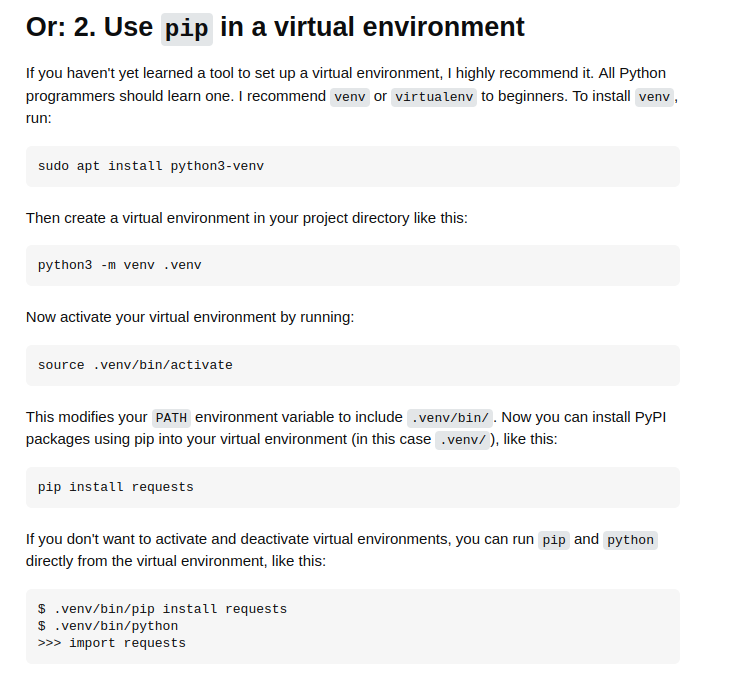 Or: 2. Use pip in a virtual environment
If you haven't yet learned a tool to set up a virtual environment, I highly recommend it. All Python
programmers should learn one. I recommend venv or virtualenv to beginners. To install venv,
run:
sudo apt install python3-venv
Then create a virtual environment in your project directory like this:
python3 -m venv .venv
Now activate your virtual environment by running:
source .venv/bin/activate
This modifies your PATH environment variable to include .venv/bin/. Now you can install PyPI
packages using pip into your virtual environment (in this case .venv/), like this:
pip install requests
If you don't want to activate and deactivate virtual environments, you can run pip and python
directly from the virtual environment, like this:
$ .venv/bin/pip install requests
$ .venv/bin/python
>>> import requests